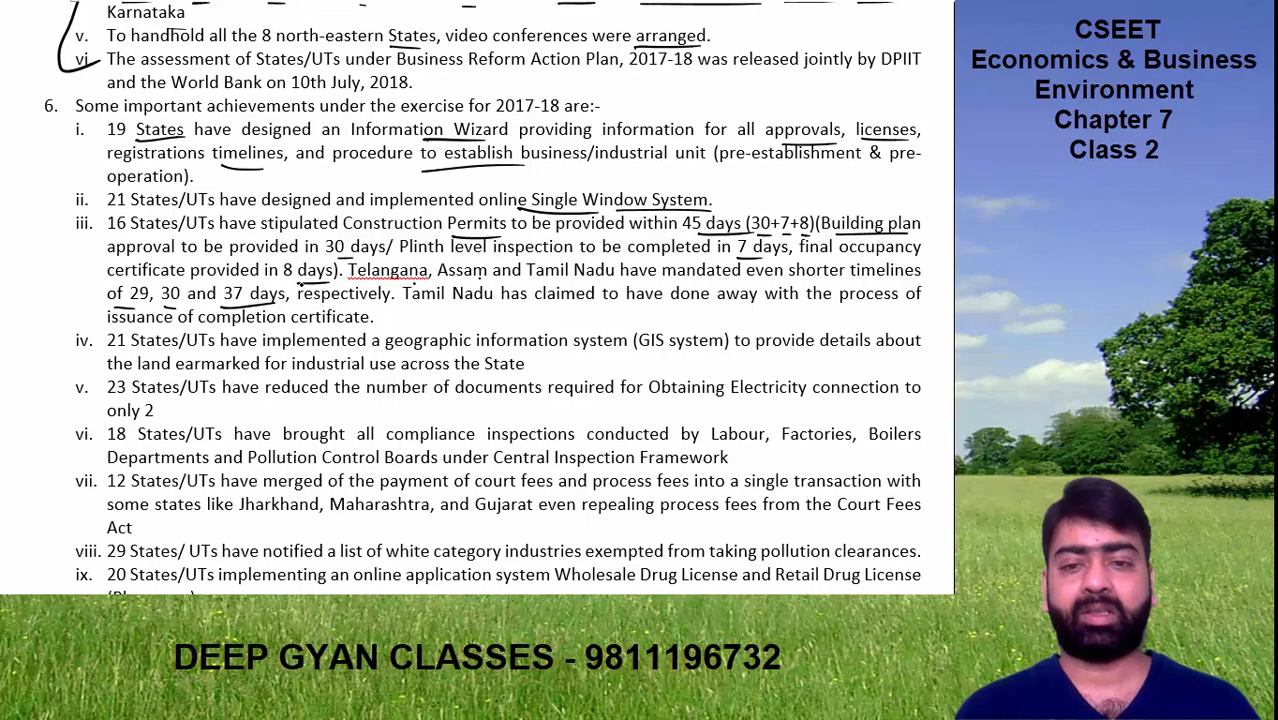 Karnataka
v. To handhold all the 8 north-eastern States, video conferences were arranged.
vi. The assessment of States/UTs under Business Reform Action Plan, 2017-18 was released jointly by DPIIT
and the World Bank on 10th July, 2018.
6. Some important achievements under the exercise for 2017-18 are:-
i. 19 States have designed an Information Wizard providing information for all approvals, licenses,
registrations timelines, and procedure to establish business/industrial unit (pre-establishment & pre-
operation).
ii. 21 States/UTs have designed and implemented online Single Window System.
iii. 16 States/UTs have stipulated Construction Permits to be provided within 45 days (30+7+8)(Building plan
approval to be provided in 30 days/ Plinth level inspection to be completed in 7 days, final occupancy
certificate provided in 8 days). Telangana, Assam and Tamil Nadu have mandated even shorter timelines
of 29, 30 and 37 days, respectively. Tamil Nadu has claimed to have done away with the process of
issuance of completion certificate.
iv. 21 States/UTs have implemented a geographic information system (GIS system) to provide details about
the land earmarked for industrial use across the State
v. 23 States/UTs have reduced the number of documents required for Obtaining Electricity connection to
only 2
vi. 18 States/UTs have brought all compliance inspections conducted by Labour, Factories, Boilers
Departments and Pollution Control Boards under Central Inspection Framework
vii. 12 States/UTs have merged of the payment of court fees and process fees into a single transaction with
some states like Jharkhand, Maharashtra, and Gujarat even repealing process fees from the Court Fees
Act
viii. 29 States/ UTs have notified a list of white category industries exempted from taking pollution clearances.
ix. 20 States/UTs implementing an online application system Wholesale Drug License and Retail Drug License
CSEET
Economics & Business
Environment
Chapter 7
Class 2
DEEP GYAN CLASSES - 9811196732